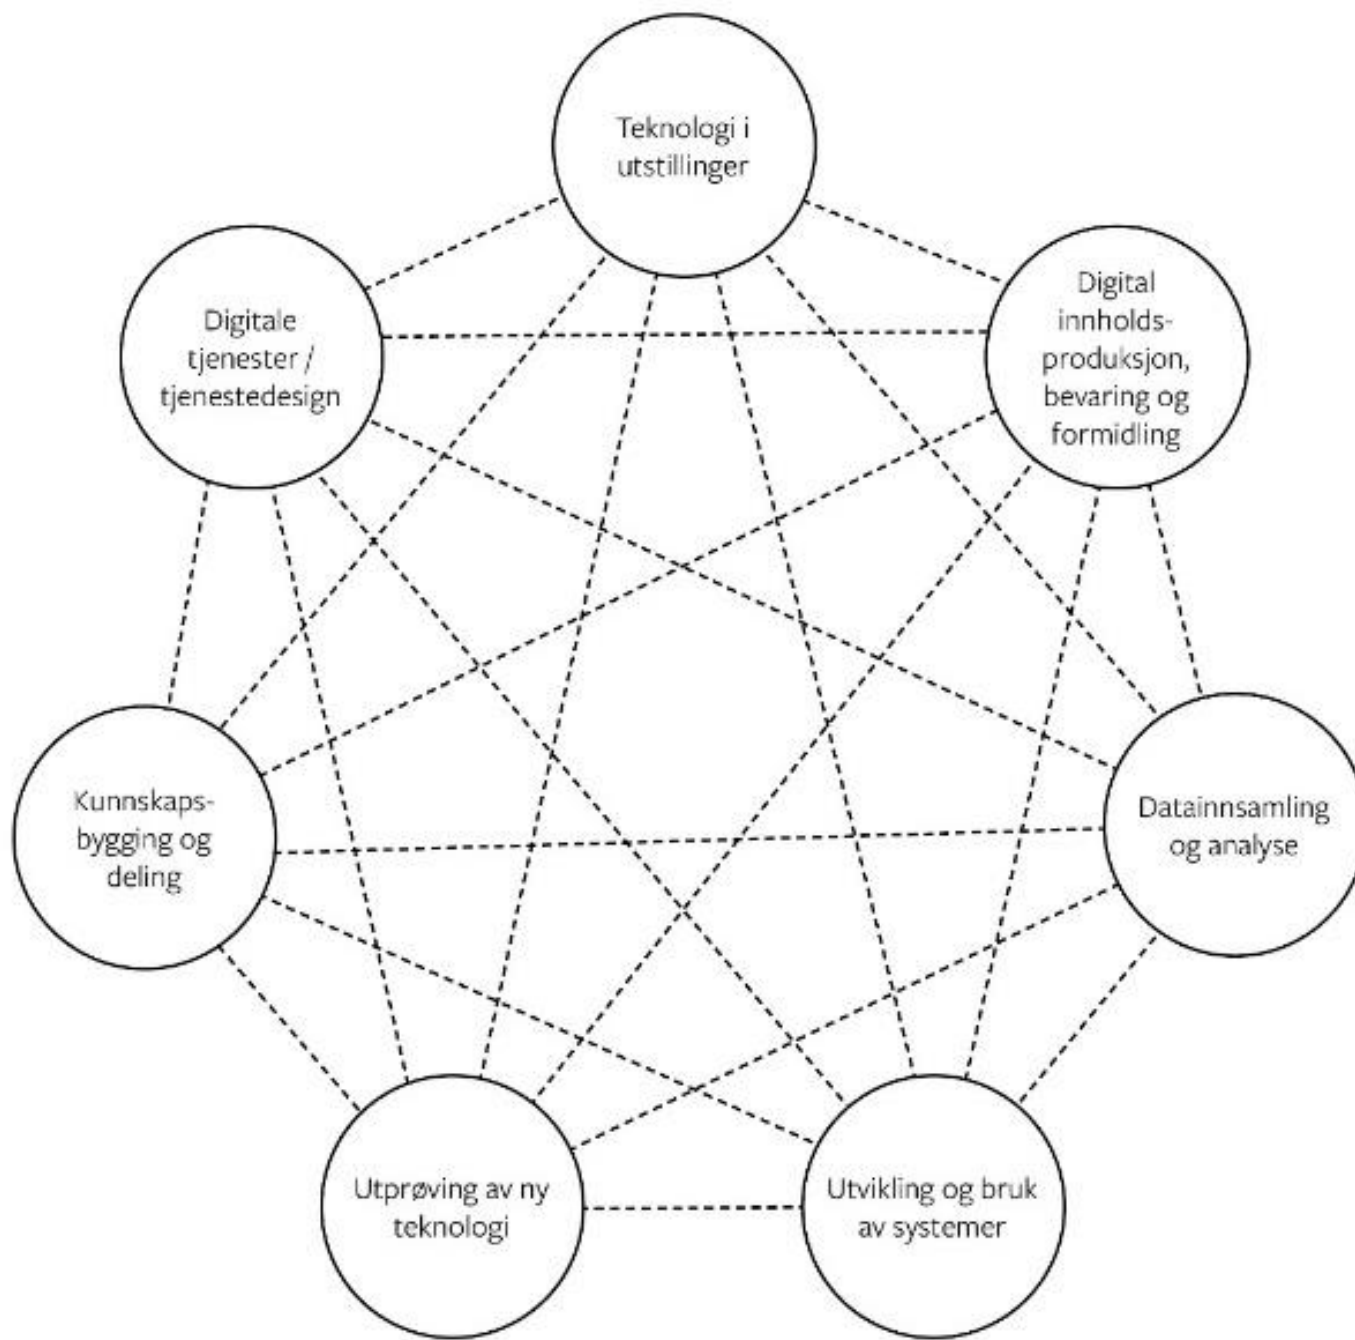 Teknologi i
utstillinger
Digitale
tjenester /
tjenestedesign
Digital
innholds-
produksjon,
bevaring og
formidling
Kunnskaps-
bygging og
deling
Datainnsamling
og analyse
Utprøving av ny
teknologi
Utvikling og bruk
av systemer